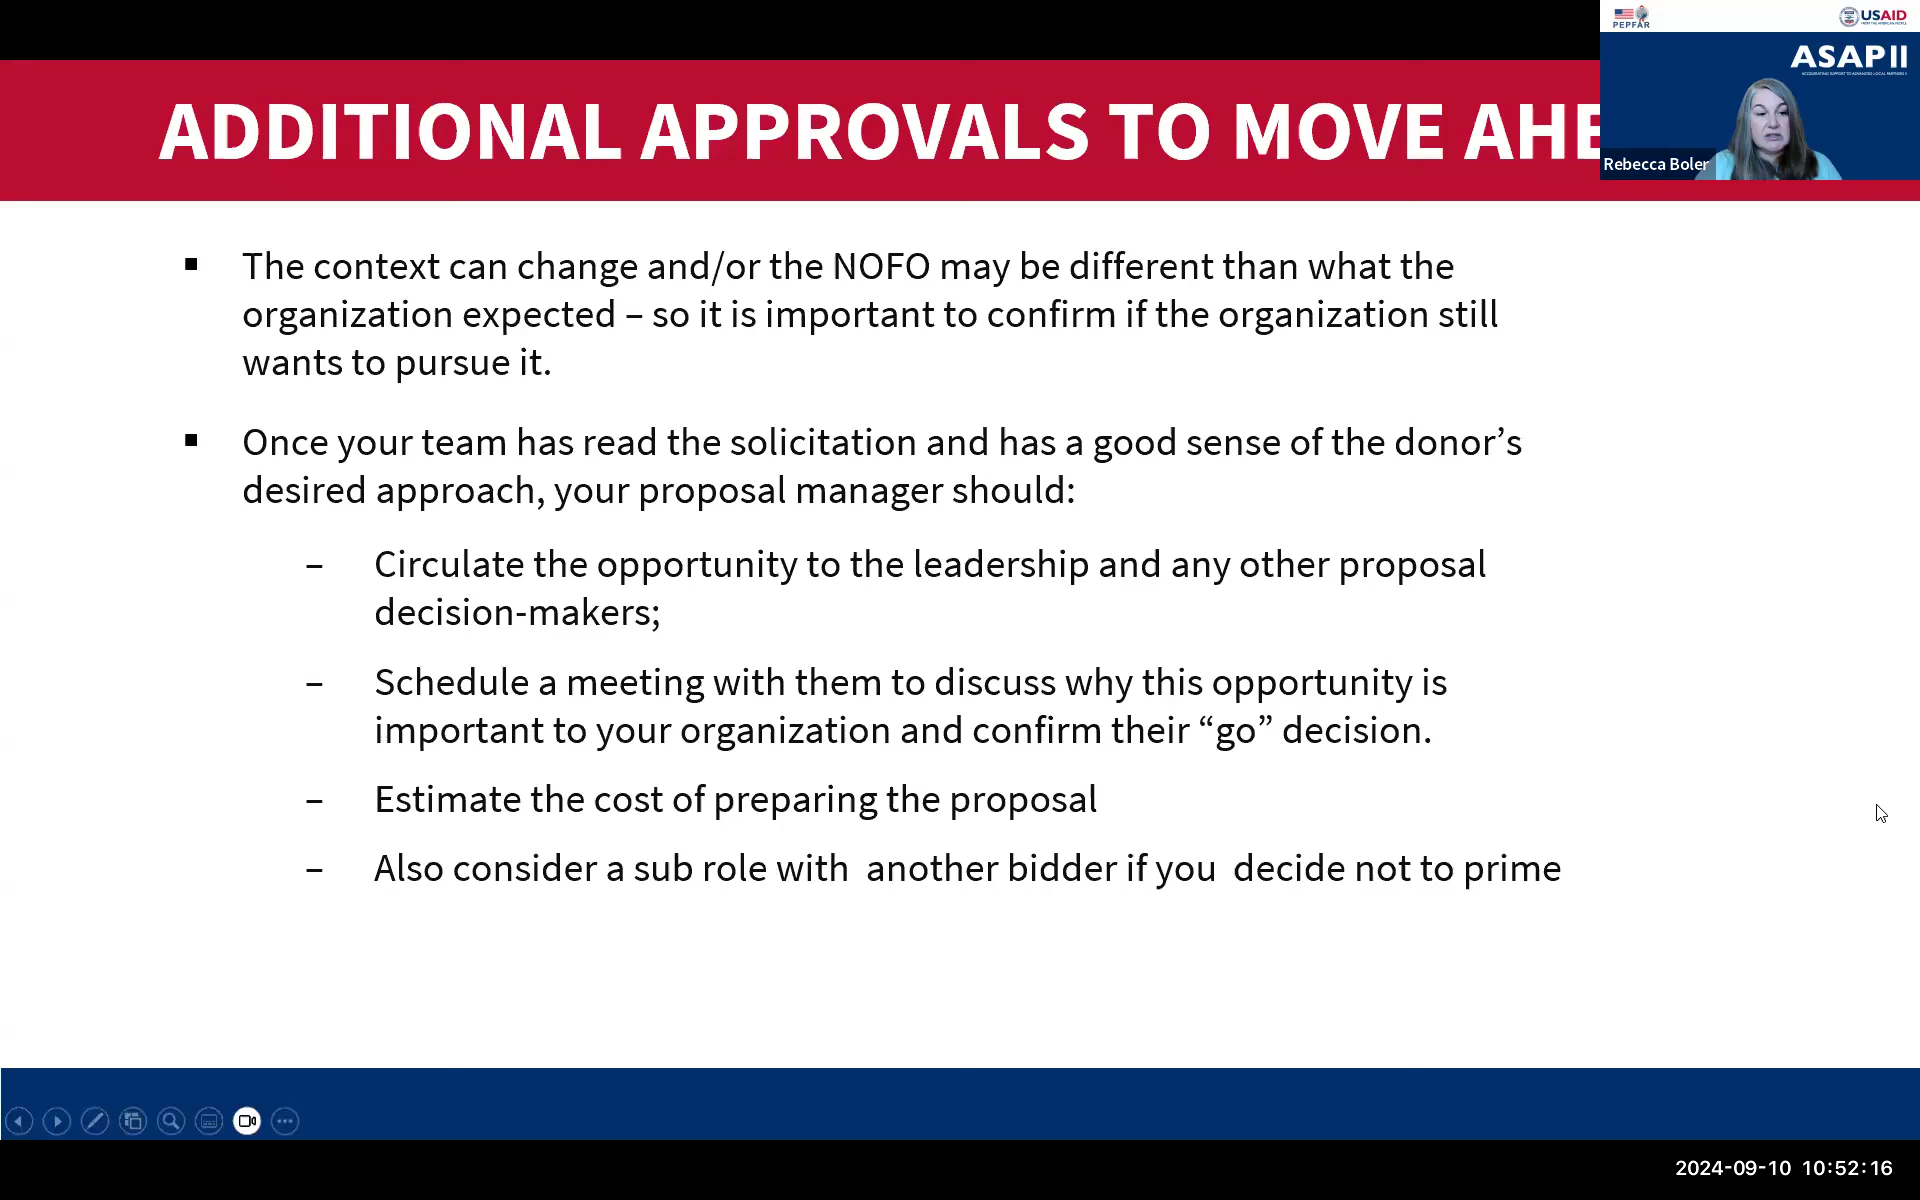 PEPFAR
USAID
ASAP II
ACCELERATING SUPPORT TO ADVANCED LOCAL PARTNERS II
Rebecca Boler
ADDITIONAL APPROVALS TO MOVE AHE
▪ The context can change and/or the NOFO may be different than what the
organization expected – so it is important to confirm if the organization still
wants to pursue it.
▪ Once your team has read the solicitation and has a good sense of the donor’s
desired approach, your proposal manager should:
– Circulate the opportunity to the leadership and any other proposal
decision-makers;
– Schedule a meeting with them to discuss why this opportunity is
important to your organization and confirm their “go” decision.
– Estimate the cost of preparing the proposal
– Also consider a sub role with  another bidder if you  decide not to prime
2024-09-10 10:52:16